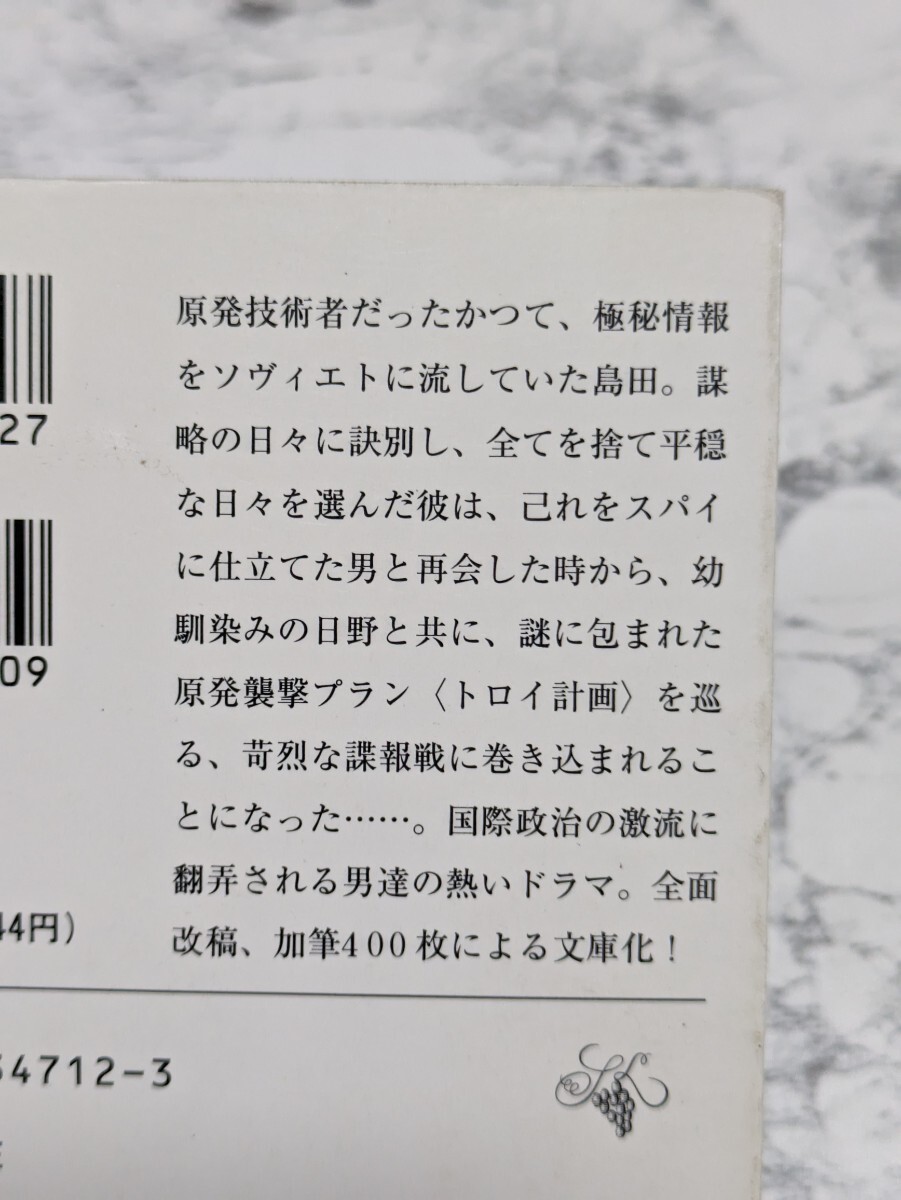 原発技術者だったかつて、極秘情報
をソヴィエトに流していた島田。謀
略の日々に訣別し、全てを捨て平穏
な日々を選んだ彼は、己れをスパイ
に仕立てた男と再会した時から、幼
馴染みの日野と共に、謎に包まれた
原発襲撃プラン〈トロイ計画〉を巡
る、苛烈な諜報戦に巻き込まれるこ
とになった……。国際政治の激流に
翻弄される男達の熱いドラマ。全面
改稿、加筆400枚による文庫化！
27
09
44円）
34712-3